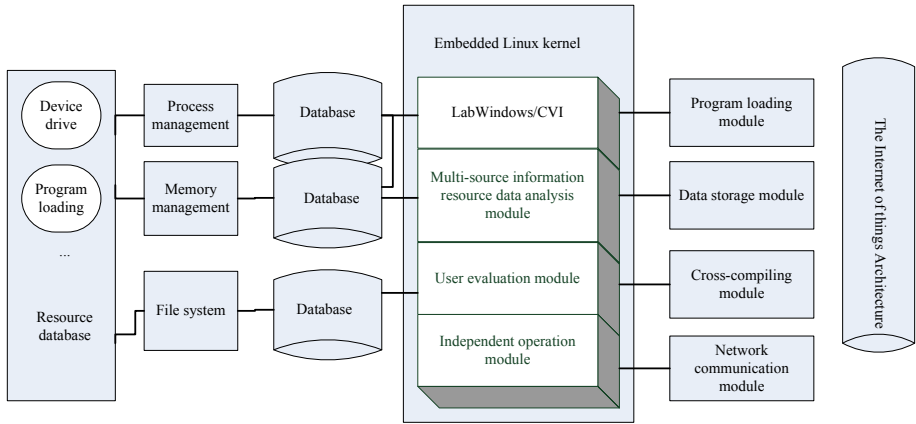 Embedded Linux kernel
Device
drive
Program
loading
...
Resource
database
Process
management
Memory
management
File system
Database
Database
Database
LabWindows/CVI
Multi-source information
resource data analysis
module
User evaluation module
Independent operation
module
Program loading
module
Data storage module
Cross-compiling
module
Network
communication
module
The Internet of things Architecture